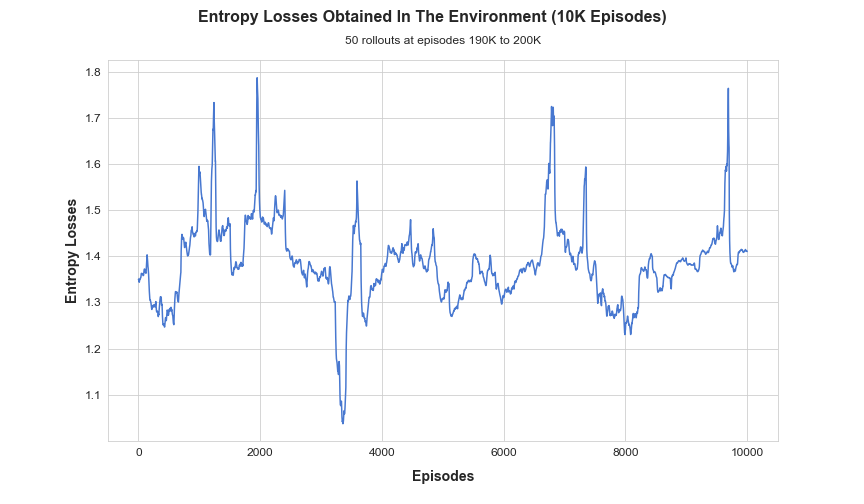 Entropy Losses Obtained In The Environment (10K Episodes)
50 rollouts at episodes 190K to 200K
1.8
1.7
1.6
1.5
1.4
1.3
1.2
1.1
Entropy Losses
0 2000 4000 6000 8000 10000
Episodes